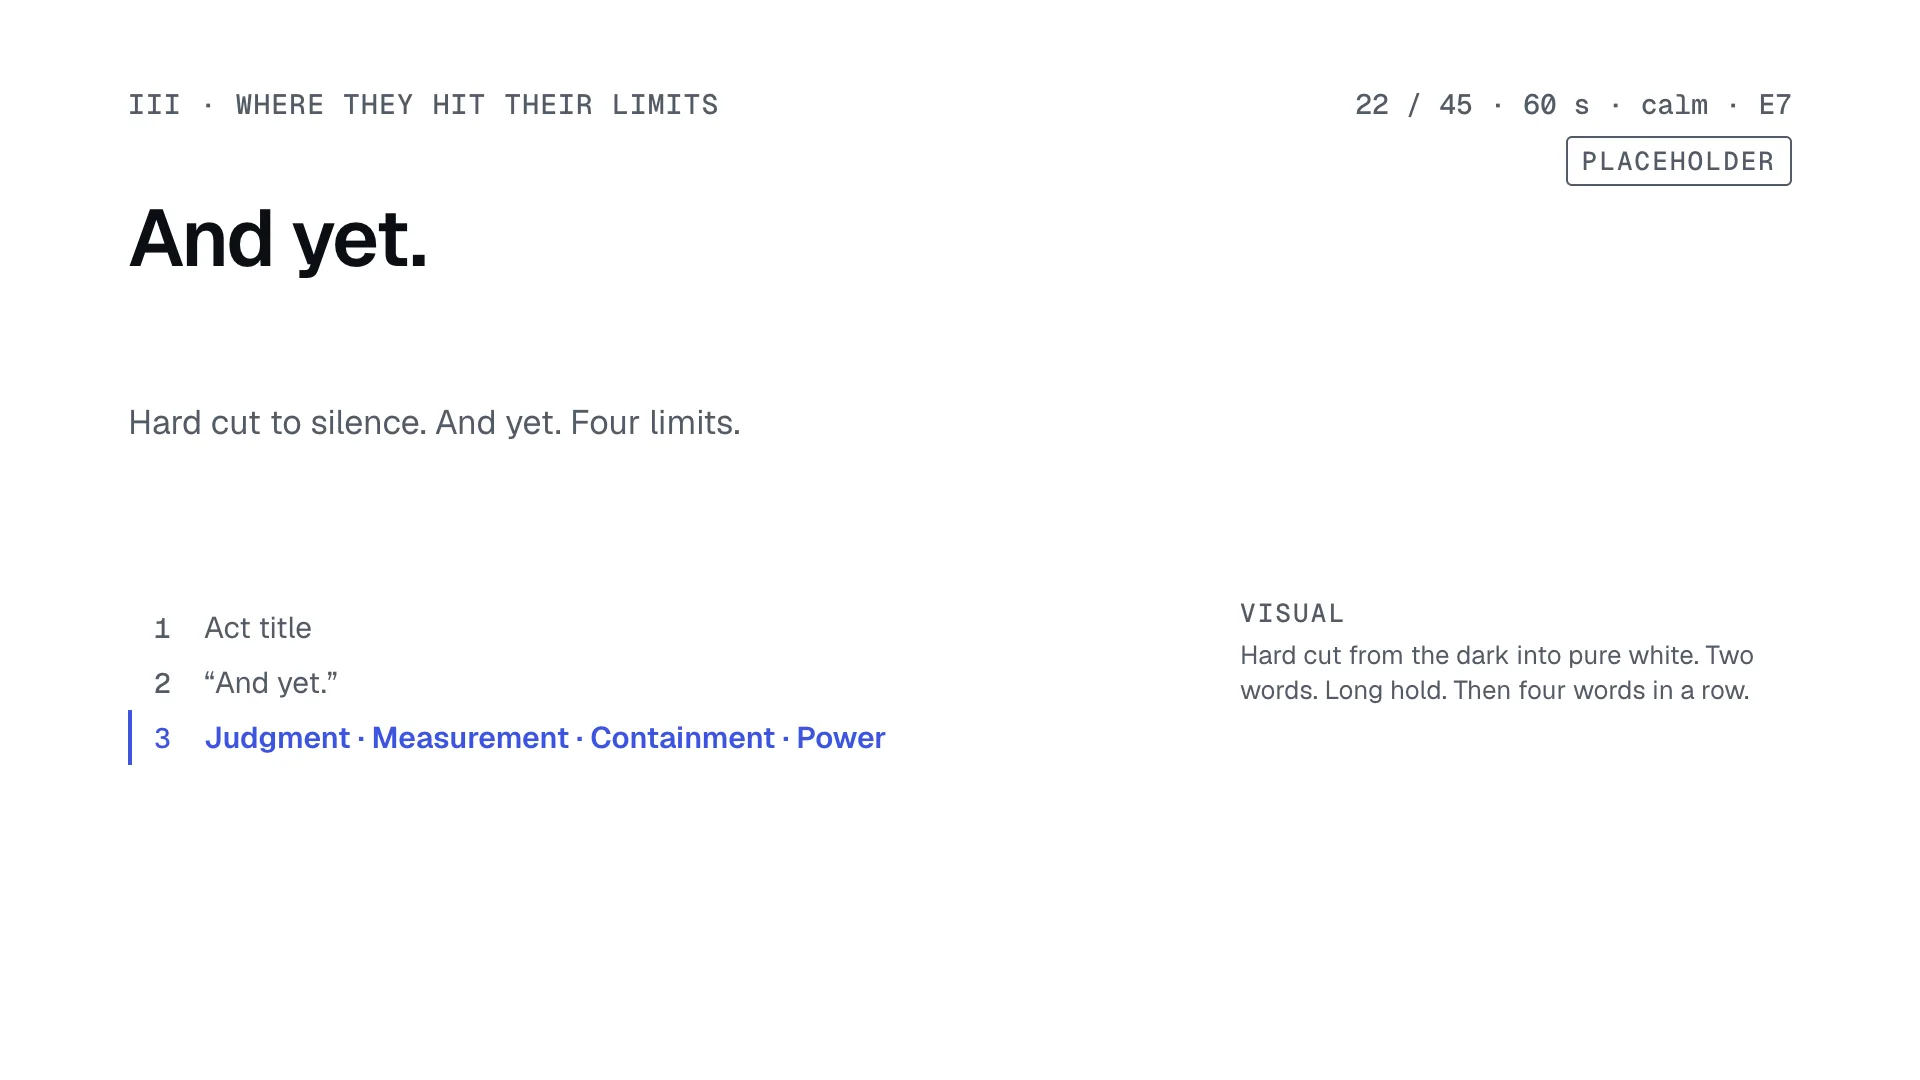 III · WHERE THEY HIT THEIR LIMITS
22 / 45 · 60 s · calm · E7
PLACEHOLDER
And yet.
Hard cut to silence. And yet. Four limits.
1 Act title
2 “And yet.”
3 Judgment · Measurement · Containment · Power
VISUAL
Hard cut from the dark into pure white. Two
words. Long hold. Then four words in a row.